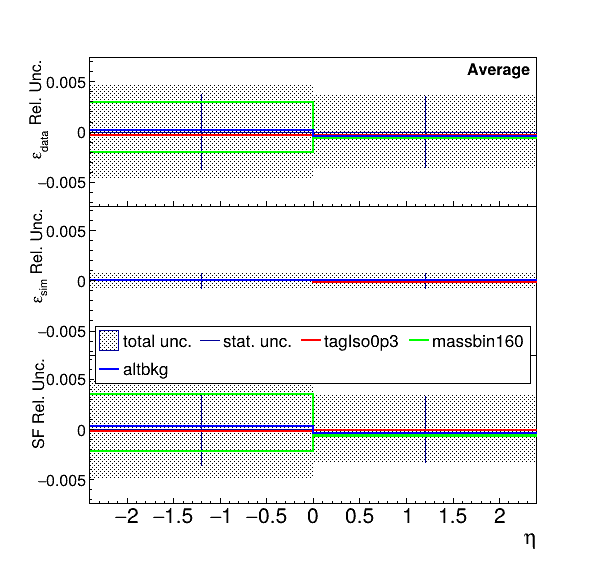 Average
ε_data Rel. Unc.
0.005
0
−0.005
ε_sim Rel. Unc.
0.005
0
−0.005
total unc. stat. unc. tagIso0p3 massbin160
altbkg
SF Rel. Unc.
0.005
0
−0.005
−2 −1.5 −1 −0.5 0 0.5 1 1.5 2
η